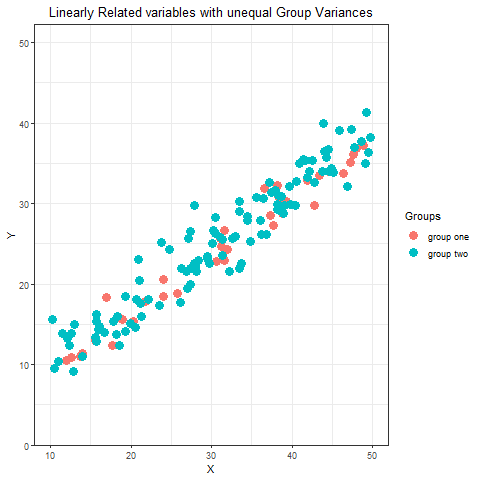 Linearly Related variables with unequal Group Variances
50
40
30
20
10
0
Y
10 20 30 40 50
X
Groups
group one
group two